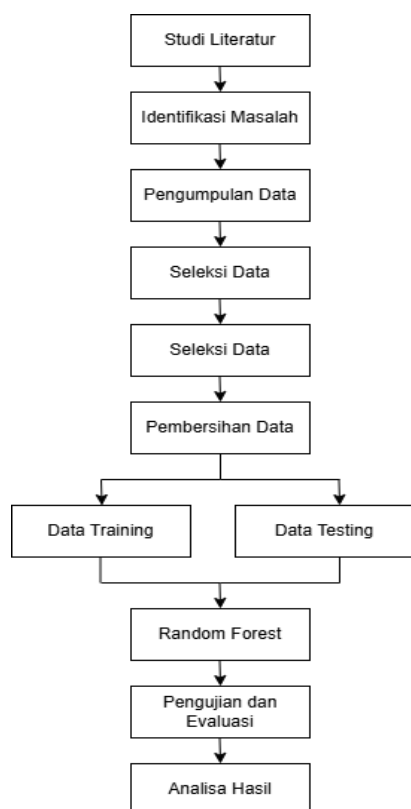 Studi Literatur
Identifikasi Masalah
Pengumpulan Data
Seleksi Data
Seleksi Data
Pembersihan Data
Data Training
Data Testing
Random Forest
Pengujian dan
Evaluasi
Analisa Hasil